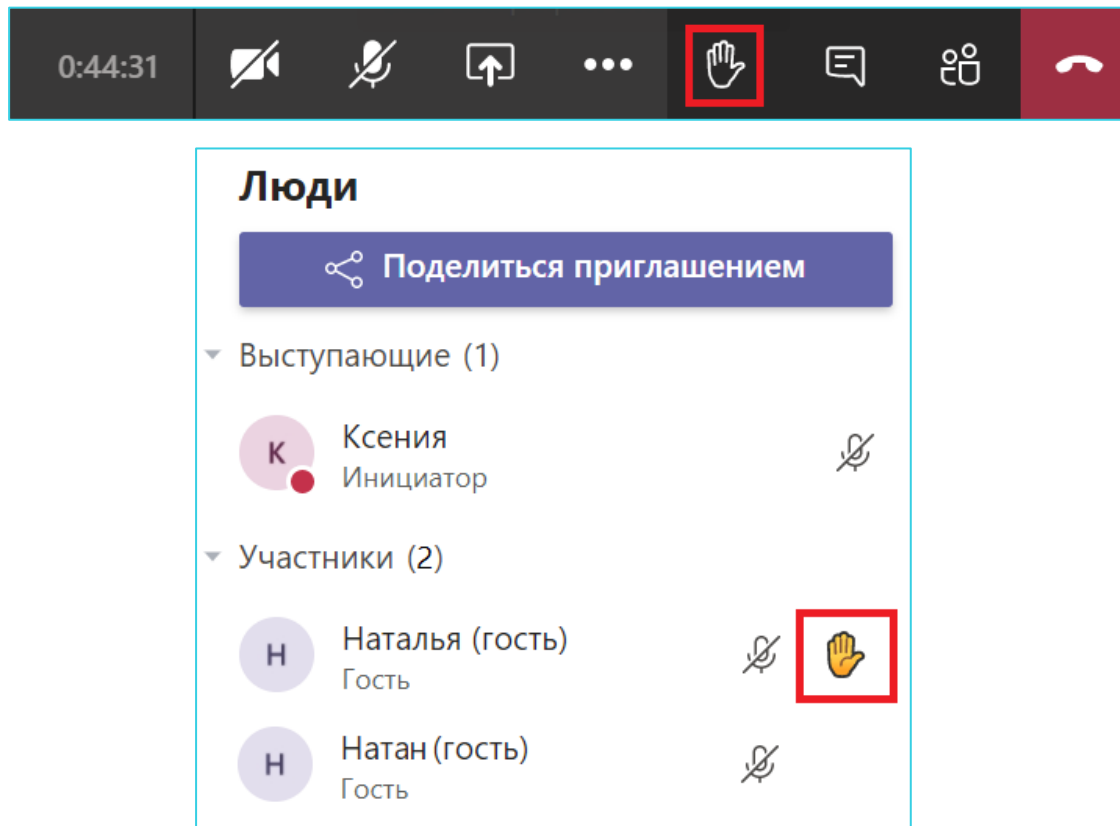 0:44:31
Люди
Поделиться приглашением
Выступающие (1)
К
Ксения
Инициатор
Участники (2)
Н
Наталья (гость)
Гость
Н
Натан (гость)
Гость